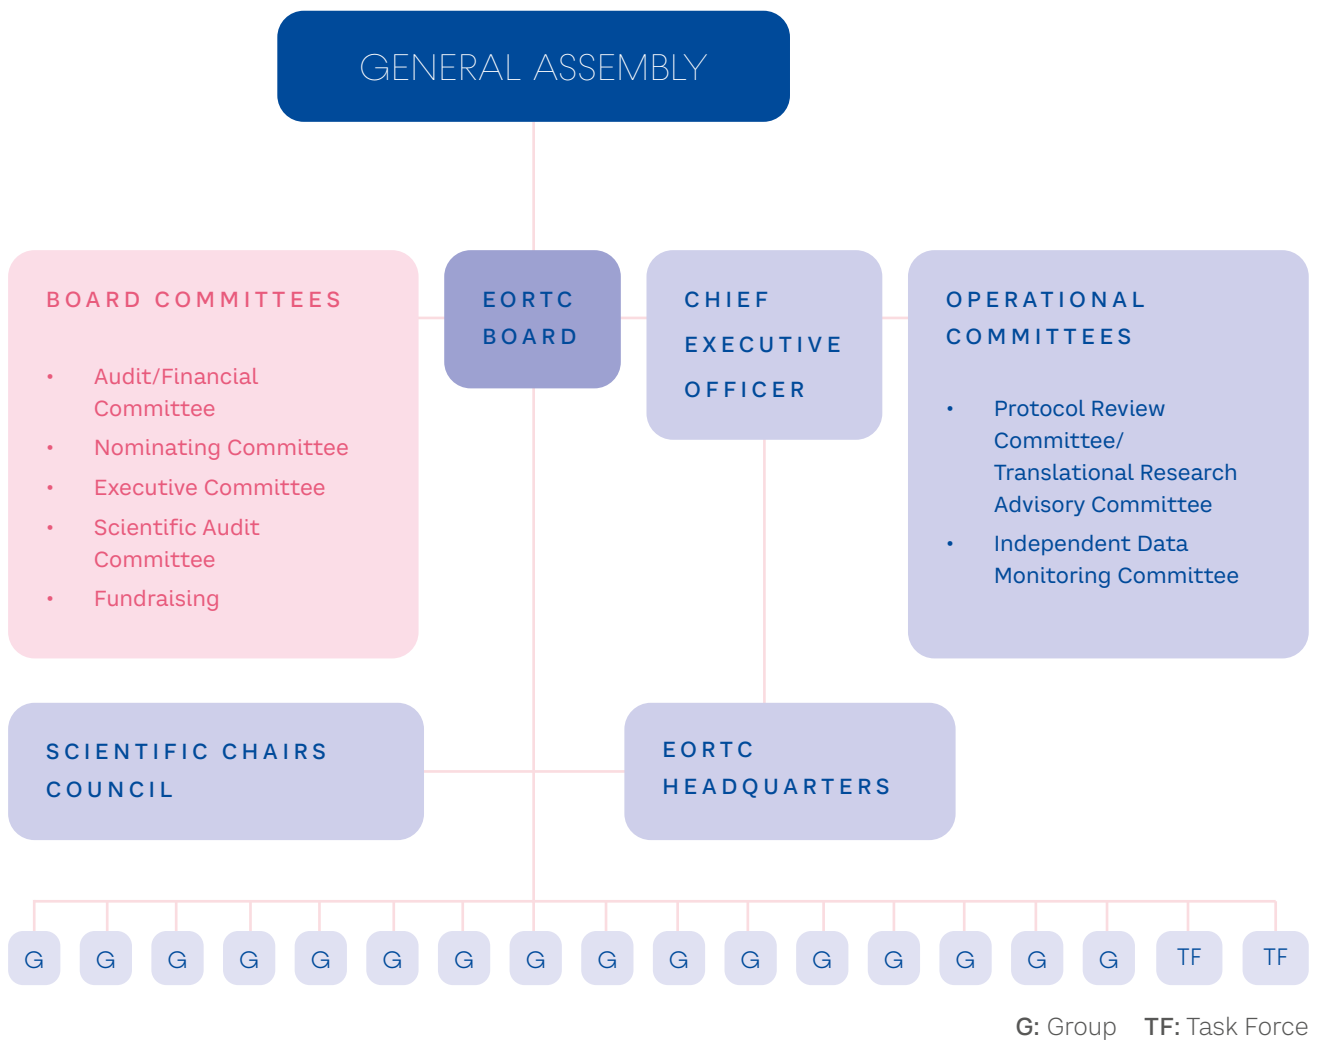 GENERAL ASSEMBLY
BOARD COMMITTEES
• Audit/Financial
Committee
• Nominating Committee
• Executive Committee
• Scientific Audit
Committee
• Fundraising
EORTC
BOARD
CHIEF
EXECUTIVE
OFFICER
OPERATIONAL
COMMITTEES
• Protocol Review
Committee/
Translational Research
Advisory Committee
• Independent Data
Monitoring Committee
SCIENTIFIC CHAIRS
COUNCIL
EORTC
HEADQUARTERS
G G G G G G G G G G G G G G G G TF TF
G: Group TF: Task Force